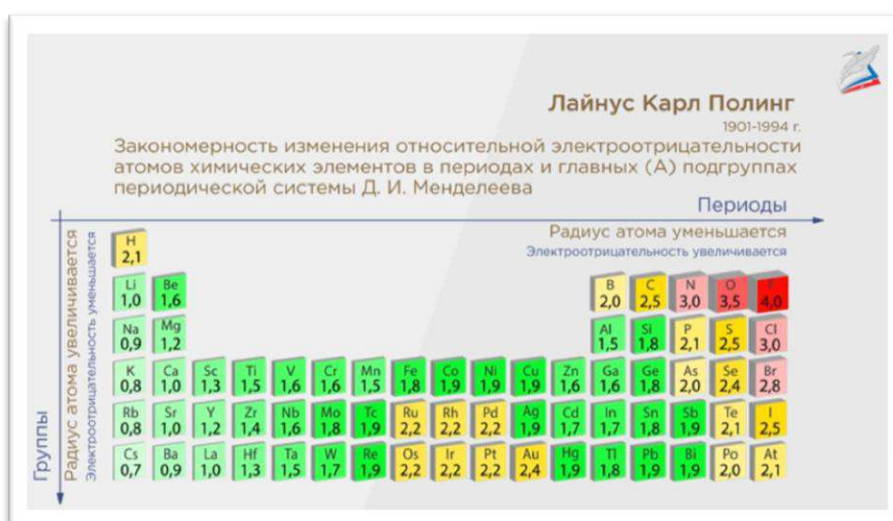 Лайнус Карл Полинг
1901-1994 г.
Закономерность изменения относительной электроотрицательности
атомов химических элементов в периодах и главных (А) подгруппах
периодической системы Д. И. Менделеева
Периоды
Радиус атома уменьшается
Электроотрицательность увеличивается
Группы
Радиус атома увеличивается
Электроотрицательность уменьшается
H
2,1
Li Be B C N O F
1,0 1,6 2,0 2,5 3,0 3,5 4,0
Na Mg Al Si P S Cl
0,9 1,2 1,5 1,8 2,1 2,5 3,0
K Ca Sc Ti V Cr Mn Fe Co Ni Cu Zn Ga Ge As Se Br
0,8 1,0 1,3 1,5 1,6 1,6 1,5 1,8 1,9 1,9 1,9 1,6 1,6 1,8 2,0 2,4 2,8
Rb Sr Y Zr Nb Mo Tc Ru Rh Pd Ag Cd In Sn Sb Te I
0,8 1,0 1,2 1,4 1,6 1,8 1,9 2,2 2,2 2,2 1,9 1,7 1,7 1,8 1,9 2,1 2,5
Cs Ba La Hf Ta W Re Os Ir Pt Au Hg Tl Pb Bi Po At
0,7 0,9 1,0 1,3 1,5 1,7 1,9 2,2 2,2 2,2 2,4 1,9 1,8 1,9 1,9 2,0 2,1